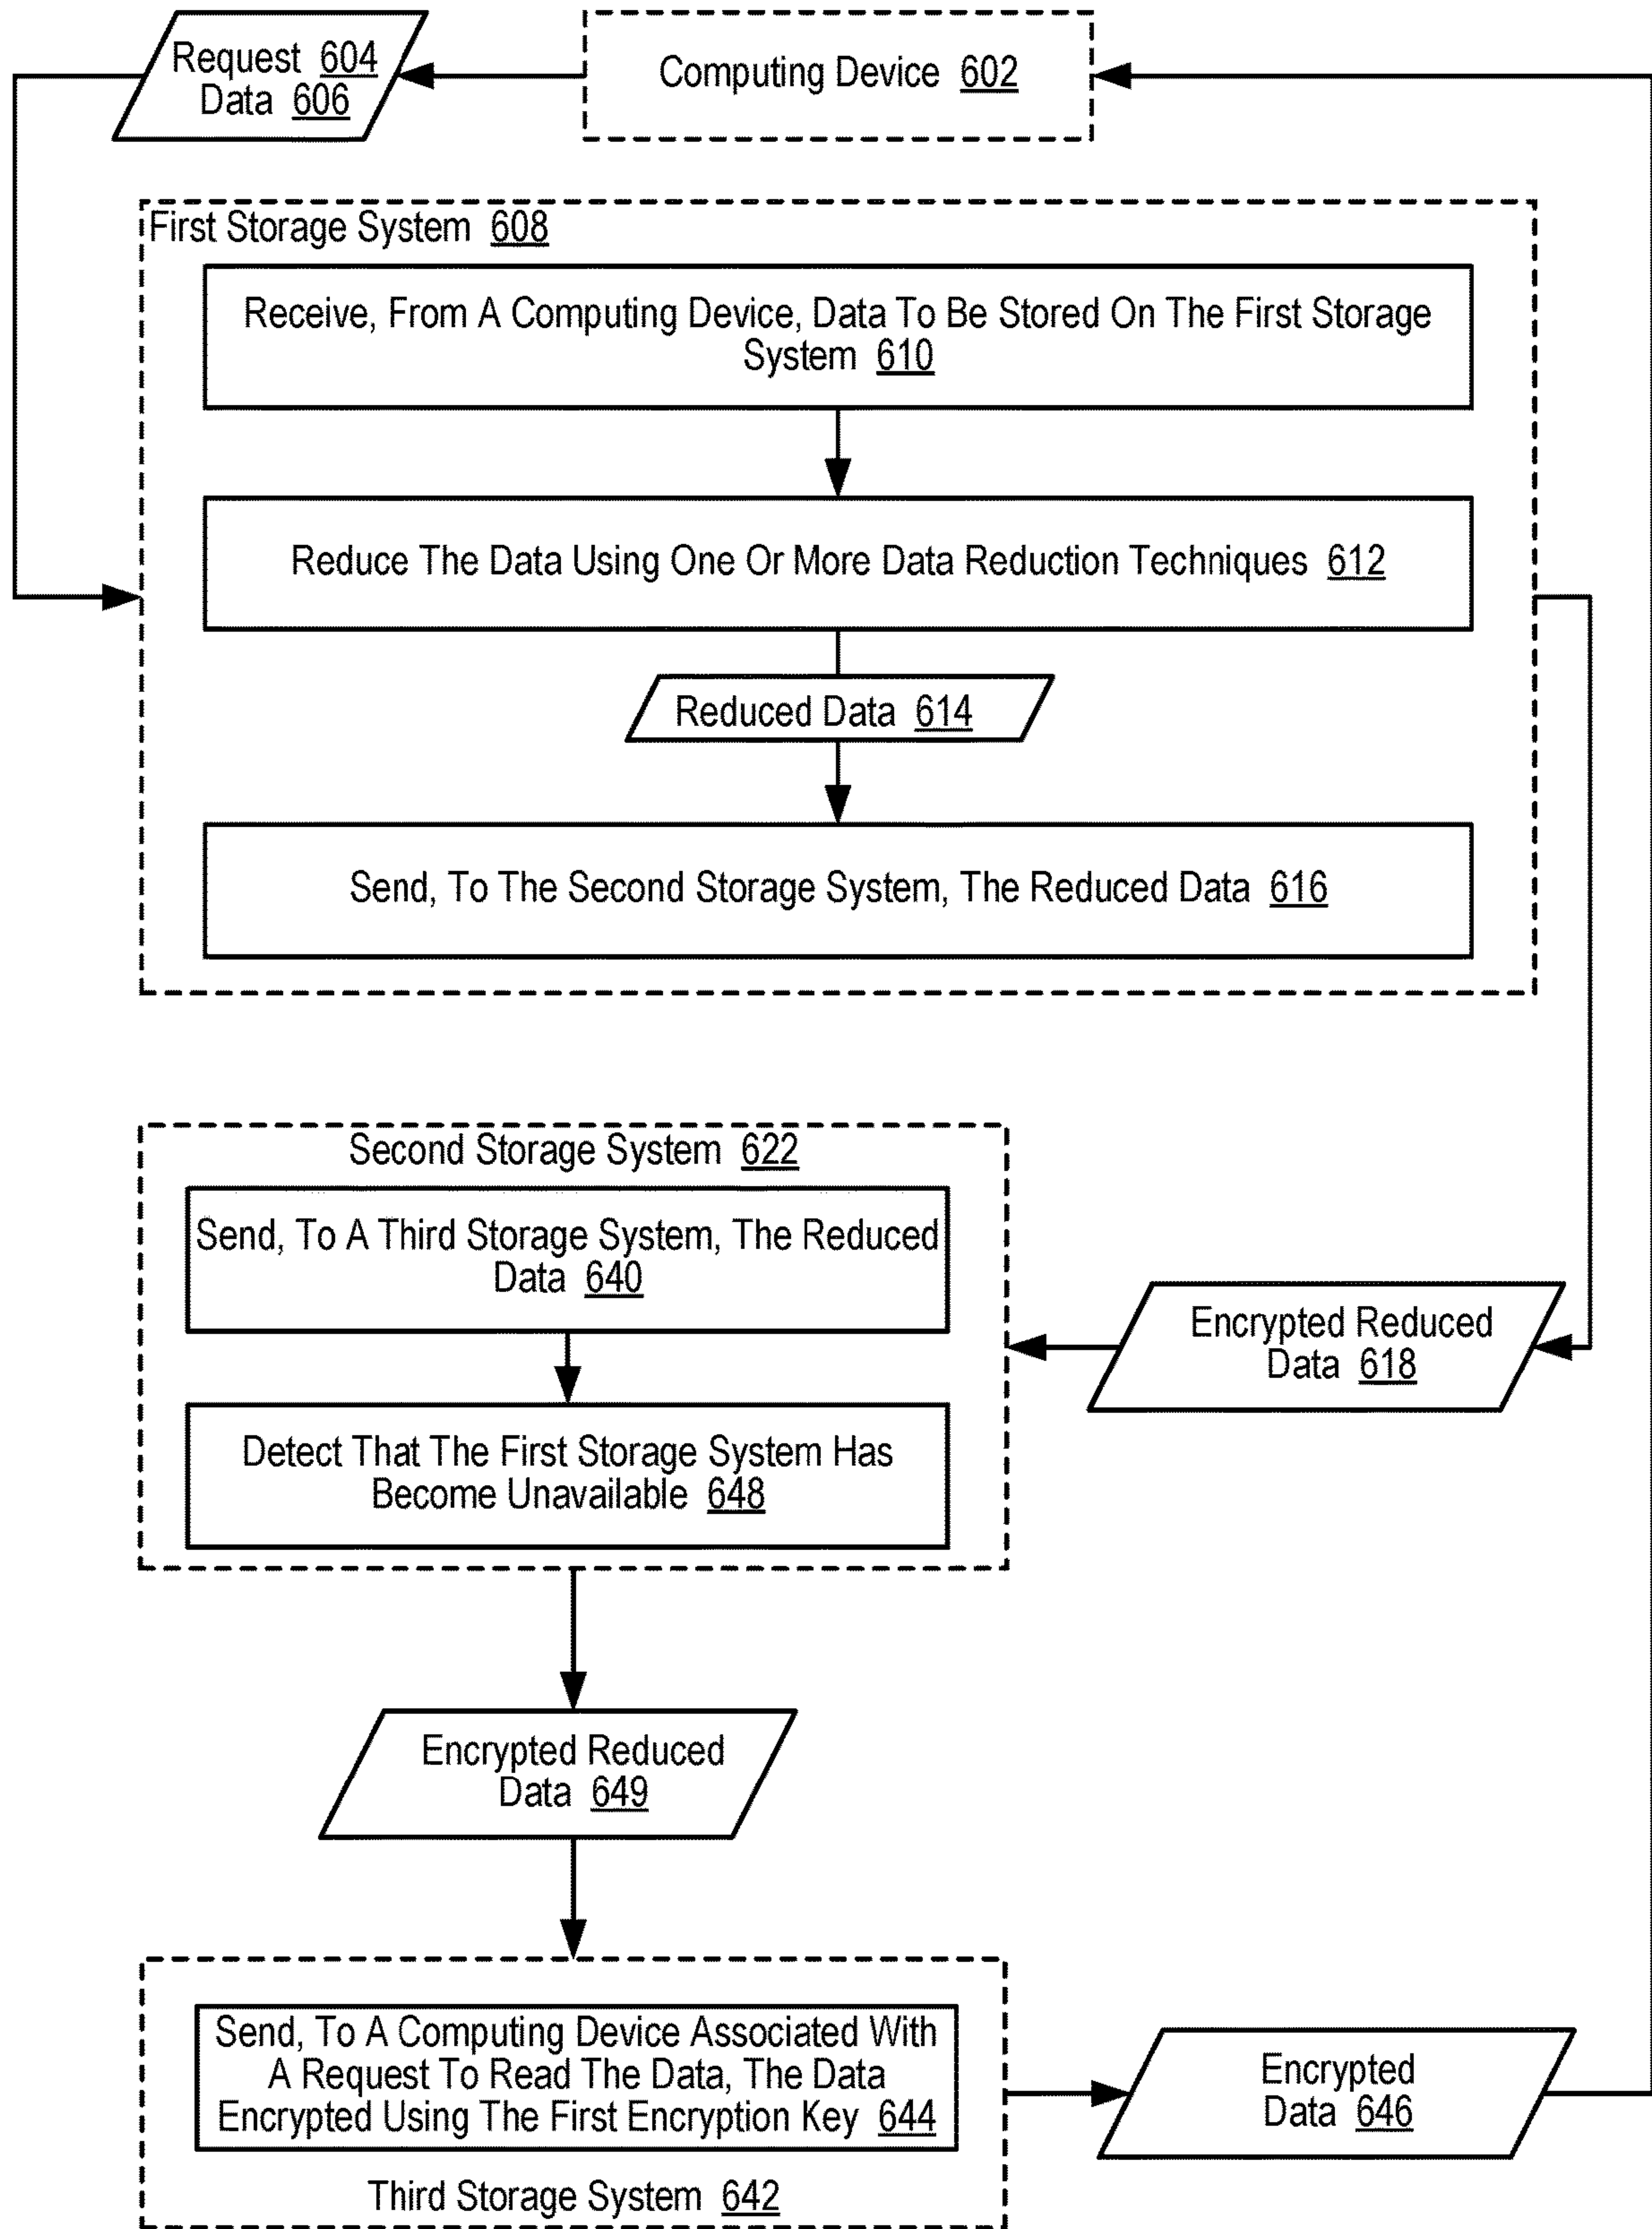 Request 604
Data 606
Computing Device 602
First Storage System 608
Receive, From A Computing Device, Data To Be Stored On The First Storage
System 610
Reduce The Data Using One Or More Data Reduction Techniques 612
Reduced Data 614
Send, To The Second Storage System, The Reduced Data 616
Second Storage System 622
Send, To A Third Storage System, The Reduced
Data 640
Encrypted Reduced
Data 618
Detect That The First Storage System Has
Become Unavailable 648
Encrypted Reduced
Data 649
Send, To A Computing Device Associated With
A Request To Read The Data, The Data
Encrypted Using The First Encryption Key 644
Encrypted
Data 646
Third Storage System 642